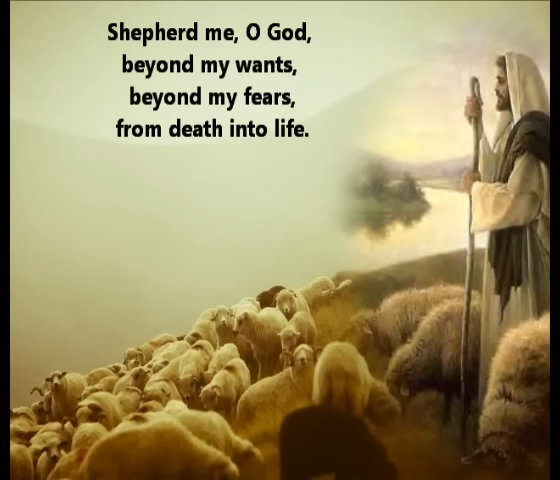 Shepherd me, O God,
beyond my wants,
beyond my fears,
from death into life.